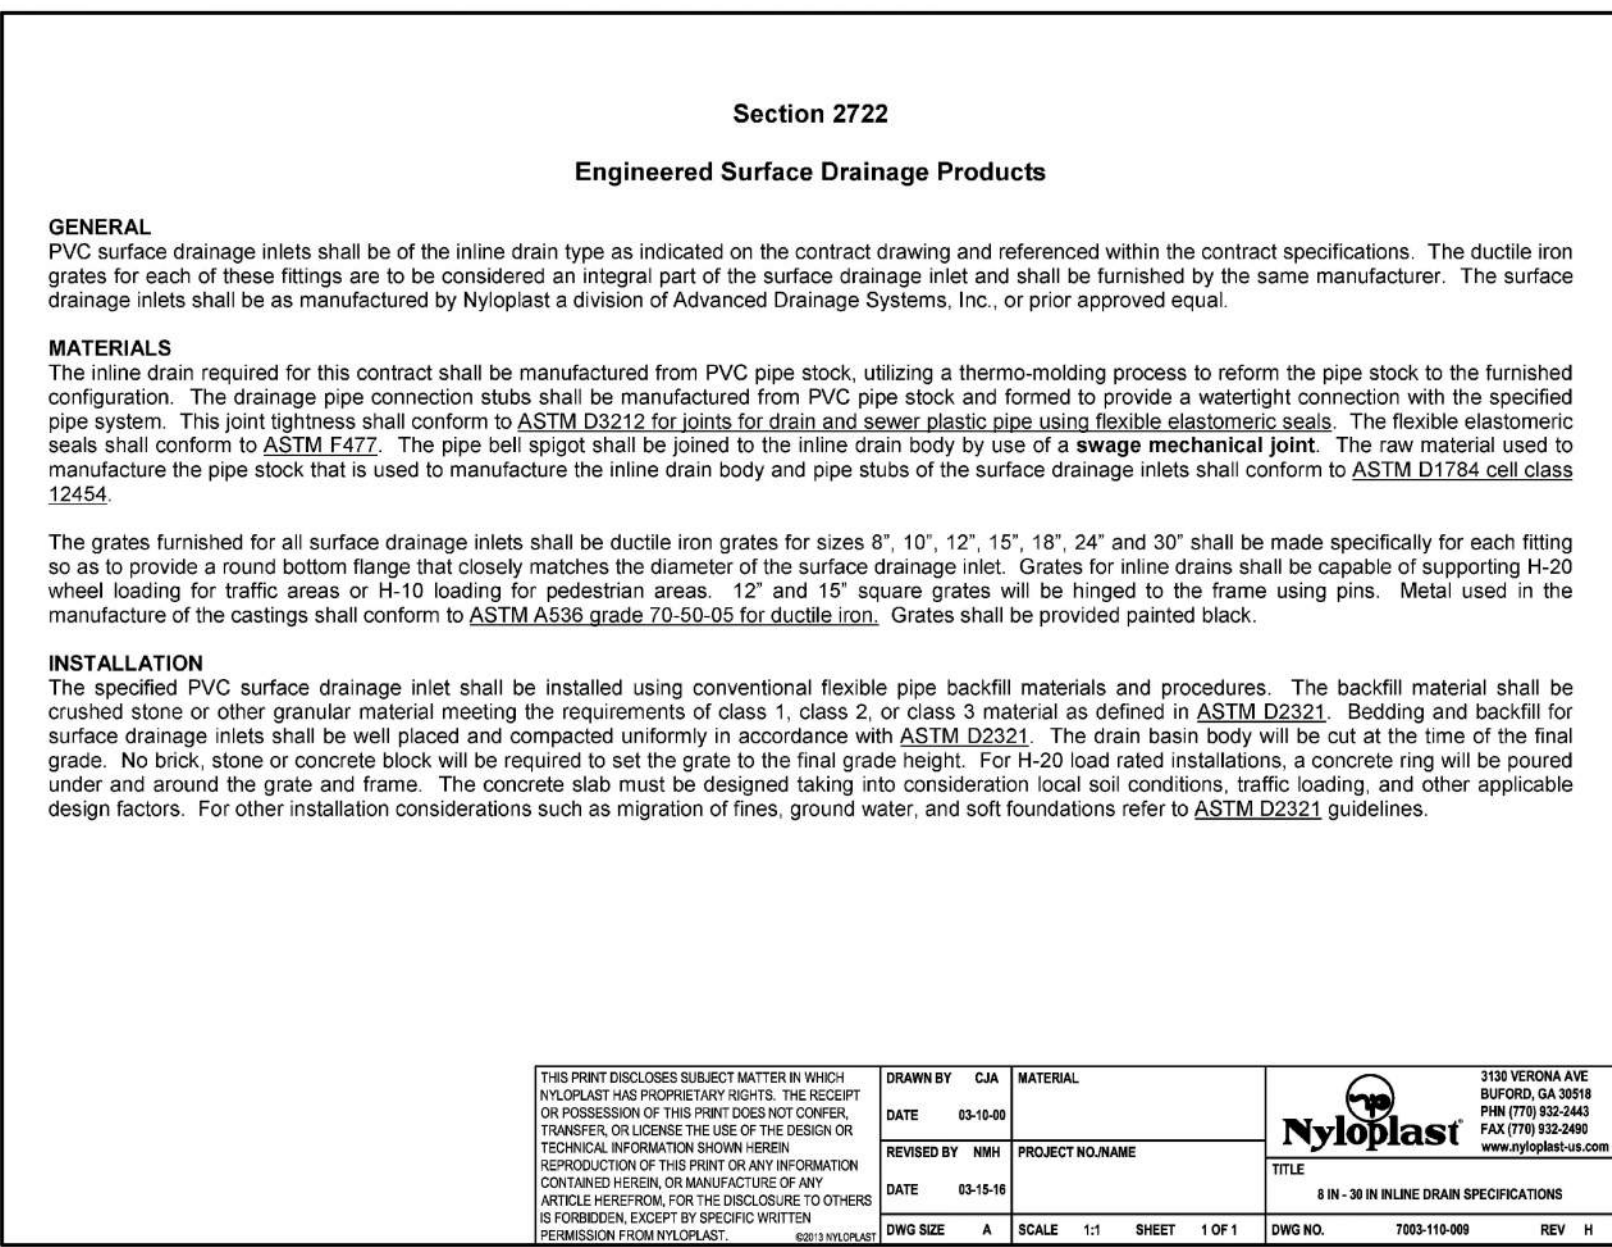 Section 2722
Engineered Surface Drainage Products
GENERAL
PVC surface drainage inlets shall be of the inline drain type as indicated on the contract drawing and referenced within the contract specifications. The ductile iron
grates for each of these fittings are to be considered an integral part of the surface drainage inlet and shall be furnished by the same manufacturer. The surface
drainage inlets shall be as manufactured by Nyloplast a division of Advanced Drainage Systems, Inc., or prior approved equal.
MATERIALS
The inline drain required for this contract shall be manufactured from PVC pipe stock, utilizing a thermo-molding process to reform the pipe stock to the furnished
configuration. The drainage pipe connection stubs shall be manufactured from PVC pipe stock and formed to provide a watertight connection with the specified
pipe system. This joint tightness shall conform to ASTM D3212 for joints for drain and sewer plastic pipe using flexible elastomeric seals. The flexible elastomeric
seals shall conform to ASTM F477. The pipe bell spigot shall be joined to the inline drain body by use of a swage mechanical joint. The raw material used to
manufacture the pipe stock that is used to manufacture the inline drain body and pipe stubs of the surface drainage inlets shall conform to ASTM D1784 cell class
12454.
The grates furnished for all surface drainage inlets shall be ductile iron grates for sizes 8”, 10”, 12”, 15”, 18”, 24” and 30” shall be made specifically for each fitting
so as to provide a round bottom flange that closely matches the diameter of the surface drainage inlet. Grates for inline drains shall be capable of supporting H-20
wheel loading for traffic areas or H-10 loading for pedestrian areas. 12” and 15” square grates will be hinged to the frame using pins. Metal used in the
manufacture of the castings shall conform to ASTM A536 grade 70-50-05 for ductile iron. Grates shall be provided painted black.
INSTALLATION
The specified PVC surface drainage inlet shall be installed using conventional flexible pipe backfill materials and procedures. The backfill material shall be
crushed stone or other granular material meeting the requirements of class 1, class 2, or class 3 material as defined in ASTM D2321. Bedding and backfill for
surface drainage inlets shall be well placed and compacted uniformly in accordance with ASTM D2321. The drain basin body will be cut at the time of the final
grade. No brick, stone or concrete block will be required to set the grate to the final grade height. For H-20 load rated installations, a concrete ring will be poured
under and around the grate and frame. The concrete slab must be designed taking into consideration local soil conditions, traffic loading, and other applicable
design factors. For other installation considerations such as migration of fines, ground water, and soft foundations refer to ASTM D2321 guidelines.
THIS PRINT DISCLOSES SUBJECT MATTER IN WHICH
NYLOPLAST HAS PROPRIETARY RIGHTS. THE RECEIPT
OR POSSESSION OF THIS PRINT DOES NOT CONFER,
TRANSFER, OR LICENSE THE USE OF THE DESIGN OR
TECHNICAL INFORMATION SHOWN HEREIN
REPRODUCTION OF THIS PRINT OR ANY INFORMATION
CONTAINED HEREIN, OR MANUFACTURE OF ANY
ARTICLE HEREFROM, FOR THE DISCLOSURE TO OTHERS
IS FORBIDDEN, EXCEPT BY SPECIFIC WRITTEN
PERMISSION FROM NYLOPLAST. ©2013 NYLOPLAST
DRAWN BY CJA
DATE 03-10-00
REVISED BY NMH
DATE 03-15-16
DWG SIZE A
MATERIAL
PROJECT NO./NAME
SCALE 1:1 SHEET 1 OF 1
Nyloplast
3130 VERONA AVE
BUFORD, GA 30518
PHN (770) 932-2443
FAX (770) 932-2490
www.nyloplast-us.com
TITLE
8 IN - 30 IN INLINE DRAIN SPECIFICATIONS
DWG NO. 7003-110-009 REV H